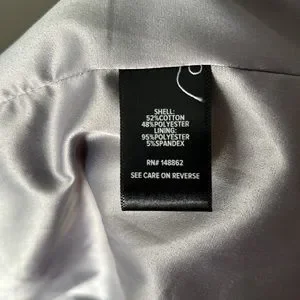 SHELL:
52%COTTON
48%POLYESTER
LINING:
95%POLYESTER
5%SPANDEX
RN# 148862
SEE CARE ON REVERSE